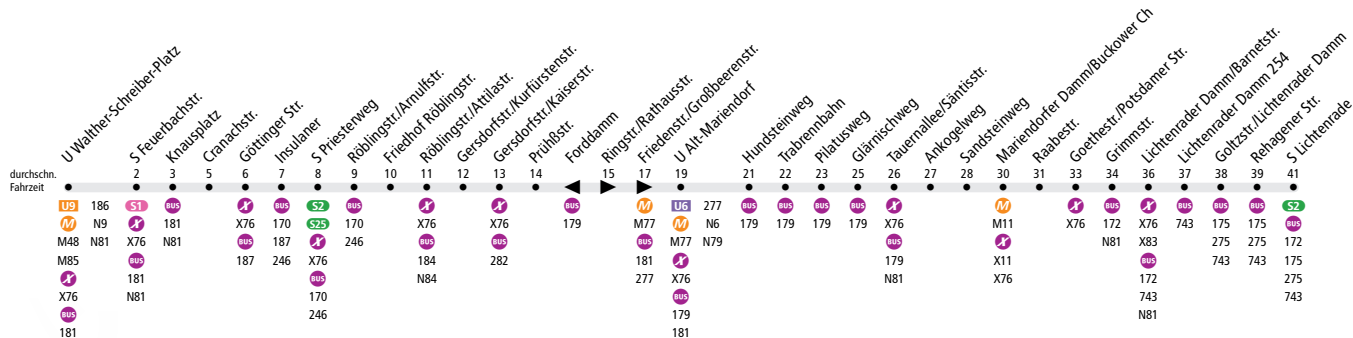 U Walther-Schreiber-Platz
S Feuerbachstr.
Knausplatz
Cranachstr.
Göttinger Str.
Insulaner
S Priesterweg
Röblingstr./Arnulfstr.
Friedhof Röblingstr.
Röblingstr./Attilastr.
Gersdorfstr./Kurfürstenstr.
Gersdorfstr./Kaiserstr.
Prühßstr.
Forddamm
Ringstr./Rathausstr.
Friedenstr./Großbeerenstr.
U Alt-Mariendorf
Hundsteinweg
Trabrennbahn
Pilatusweg
Glärnischweg
Tauernallee/Säntisstr.
Ankogelweg
Sandsteinweg
Mariendofer Damm/Buckower Ch
Raabestr.
Goethestr./Potsdamer Str.
Grimmstr.
Lichtenrader Damm/Barnetstr.
Lichtenrader Damm 254
Goltzstr./Lichtenrader Damm
Rehagener Str.
S Lichtenrade
durchschn. 2 3 5 6 7 8 9 10 11 12 13 14 15 17 19 21 22 23 25 26 27 28 30 31 33 34 36 37 38 39 41
Fahrzeit
U9 186 S1 BUS X BUS S2 BUS X X BUS M U6 277 BUS BUS BUS BUS X M X BUS X BUS BUS BUS S2
M N9 X 181 X76 170 S25 170 X76 X76 179 M77 M N6 179 179 179 179 X76 M11 X76 172 X76 743 175 175 BUS
M48 N81 X76 N81 BUS 187 X 246 BUS BUS BUS M77 N79 BUS X N81 X83 275 275 172
M85 BUS 187 246 X76 184 282 181 X 179 X11 BUS 743 743 175
X 181 BUS N84 277 X76 N81 X76 172 275
X76 N81 170 BUS 743 743
BUS 246 179 N81
181 181